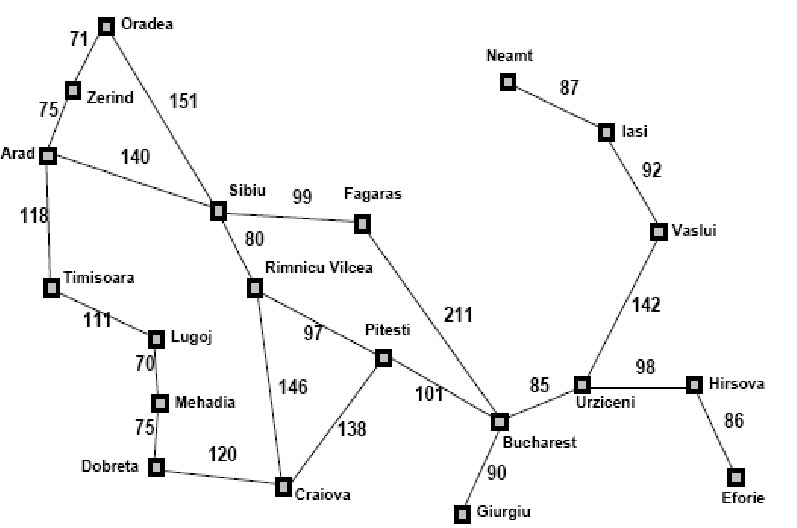 Oradea
71
Neamt
87
Zerind
151
75
Iasi
Arad
140
92
Sibiu
99
Fagaras
118
80
Vaslui
Rimnicu Vilcea
Timisoara
111
97
Pitesti
211
142
Lugoj
70
146
101
85
98
Hirsova
Mehadia
Urziceni
75
138
86
120
Bucharest
Dobreta
90
Craiova
Eforie
Giurgiu